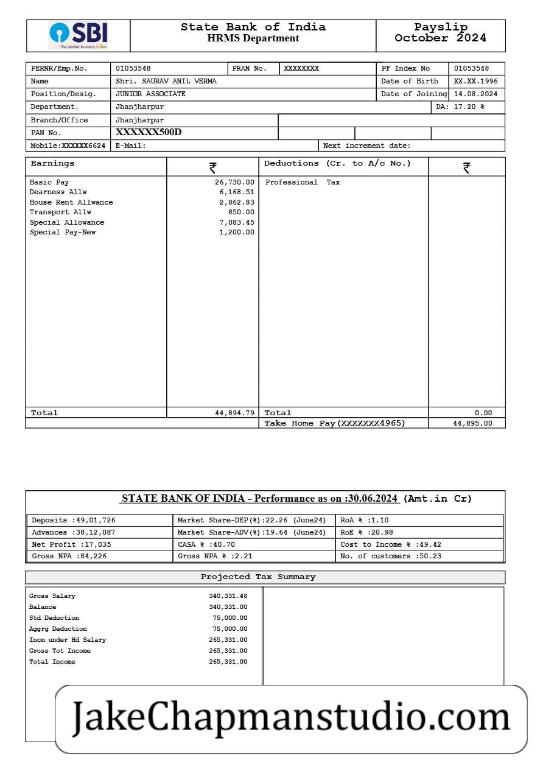 SBI
The banker to every Indian
State Bank of India
HRMS Department
Payslip
October 2024
PERNR/Emp.No. 01053548 PRAN No. XXXXXXXX PF Index No 01053548
Name Shri. SAURAV ANIL VERMA Date of Birth XX.XX.1996
Position/Desig. JUNIOR ASSOCIATE Date of Joining 14.08.2024
Department. Jhanjharpur DA: 17.20 %
Branch/Office Jhanjharpur
PAN No. XXXXXX500D
Mobile:XXXXXX6624 E-Mail: Next increment date:
Earnings ₹ Deductions (Cr. to A/c No.) ₹
Basic Pay 26,730.00 Professional Tax
Dearness Allw 6,168.51
House Rent Allwance 2,862.83
Transport Allw 850.00
Special Allowance 7,083.45
Special Pay-New 1,200.00
Total 44,894.79 Total 0.00
Take Home Pay(XXXXXXX4965) 44,895.00
STATE BANK OF INDIA - Performance as on :30.06.2024 (Amt.in Cr)
Deposits :49,01,726 Market Share-DEP(%):22.26 (June24) RoA % :1.10
Advances :38,12,087 Market Share-ADV(%):19.64 (June24) RoE % :20.98
Net Profit :17,035 CASA % :40.70 Cost to Income % :49.42
Gross NPA :84,226 Gross NPA % :2.21 No. of customers :50.23
Projected Tax Summary
Gross Salary 340,331.48
Balance 340,331.00
Std Deduction 75,000.00
Aggrg Deduction 75,000.00
Incm under Hd Salary 265,331.00
Gross Tot Income 265,331.00
Total Income 265,331.00
JakeChapmanstudio.com